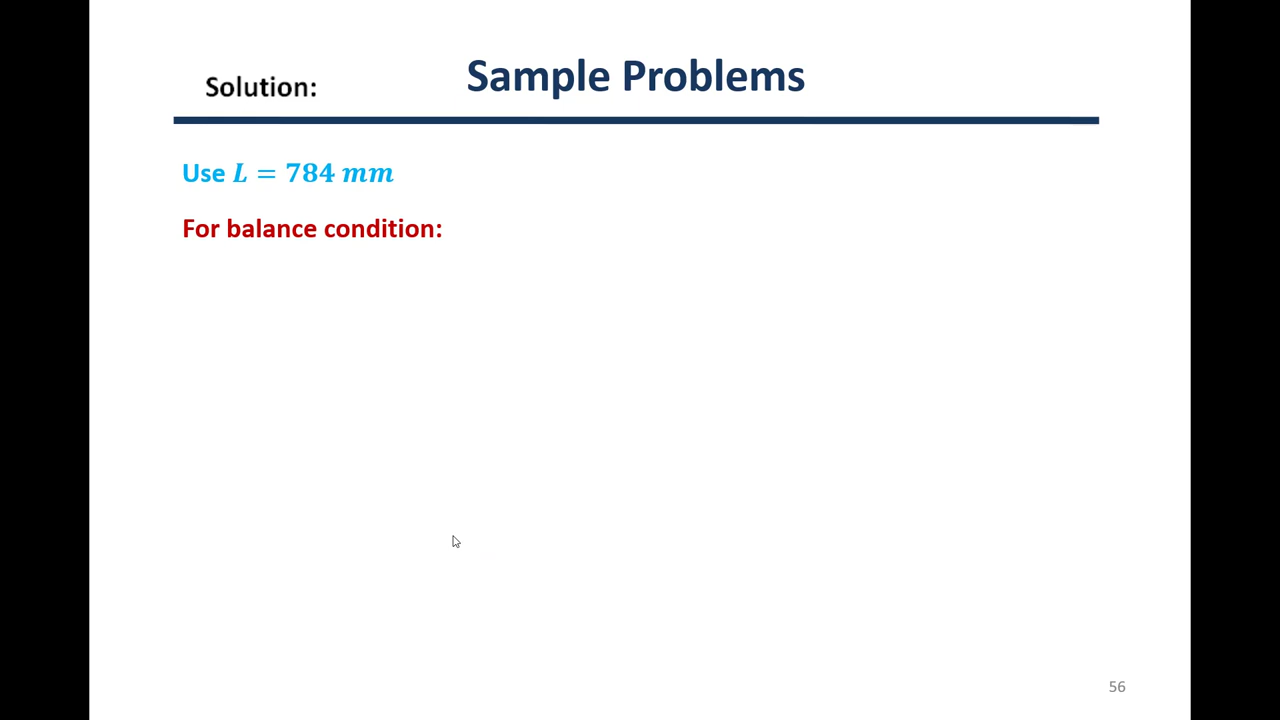 Sample Problems
Solution:
Use L = 784 mm
For balance condition:
56